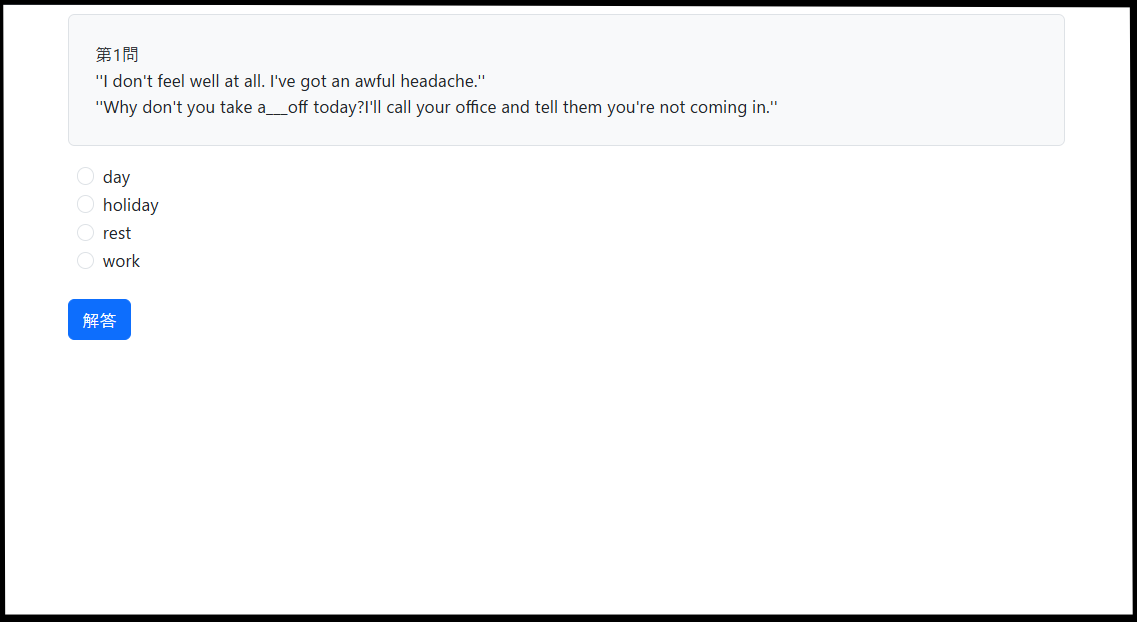 第1問
''I don't feel well at all. I've got an awful headache.''
''Why don't you take a___off today?I'll call your office and tell them you're not coming in.''
day
holiday
rest
work
解答